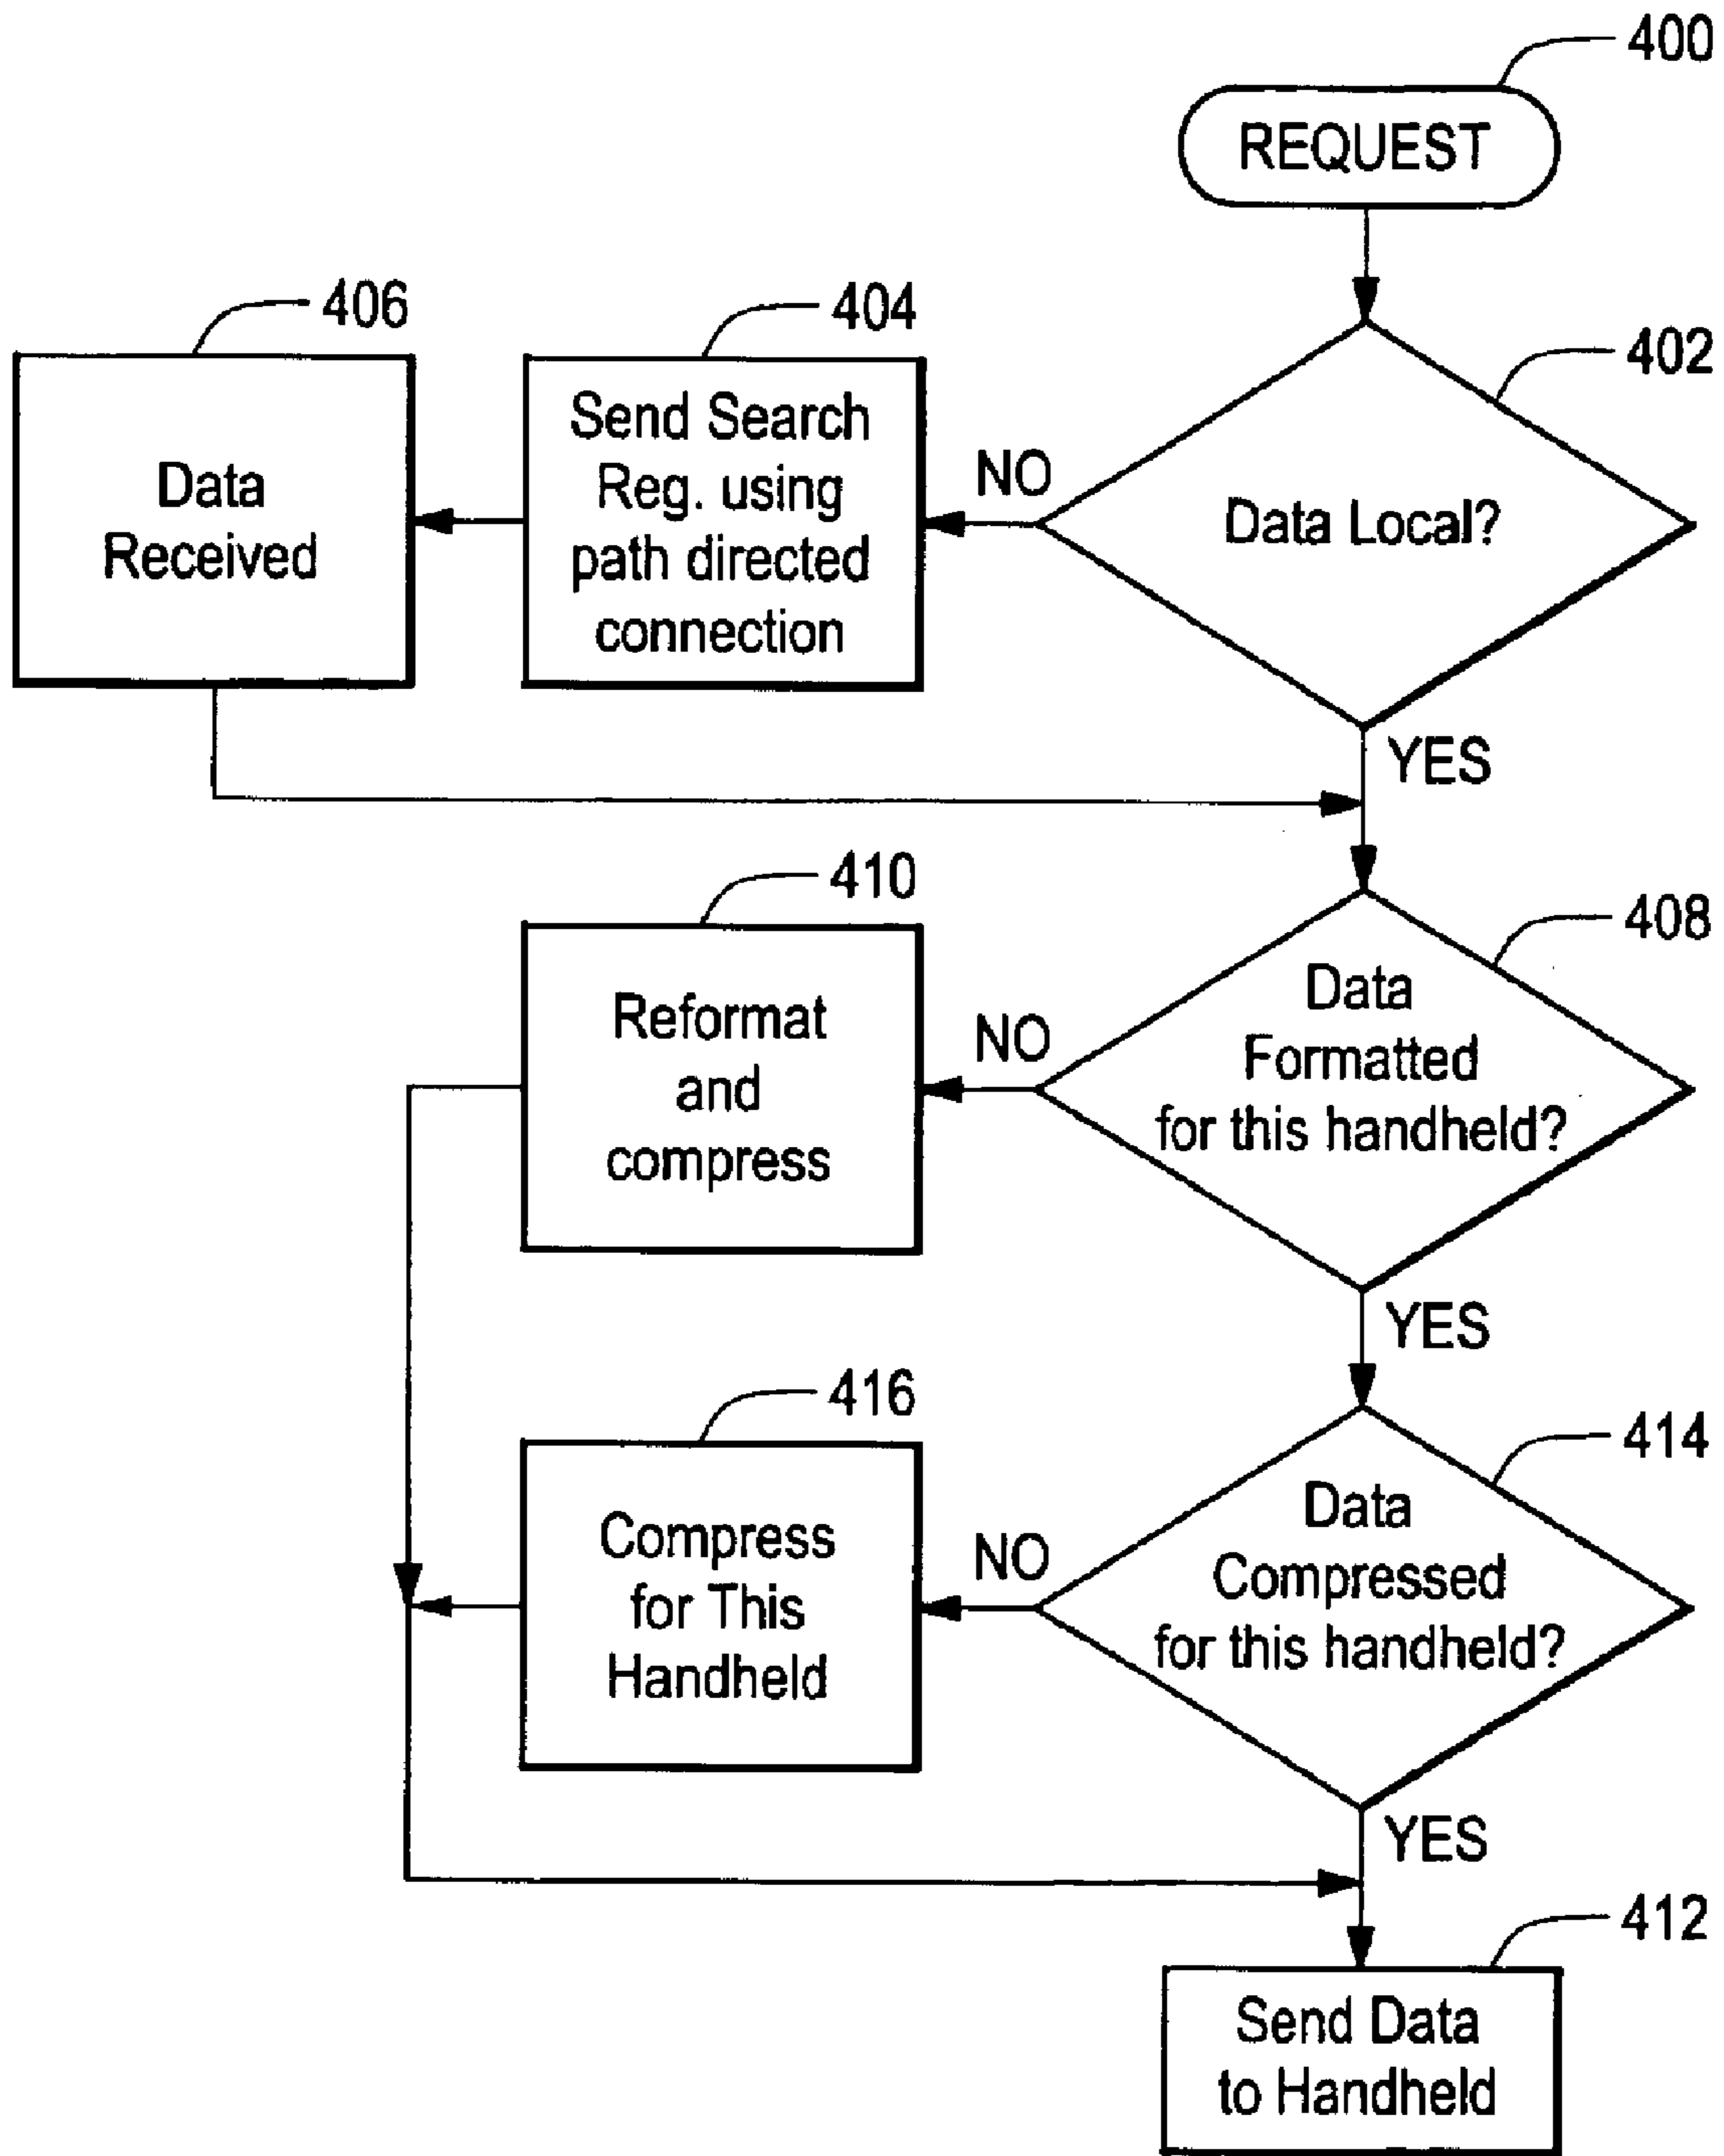 400
REQUEST
406
404
402
Data
Received
Send Search
Reg. using
path directed
connection
NO
Data Local?
YES
410
408
Reformat
and
compress
NO
Data
Formatted
for this handheld?
YES
416
414
Compress
for This
Handheld
NO
Data
Compressed
for this handheld?
YES
412
Send Data
to Handheld